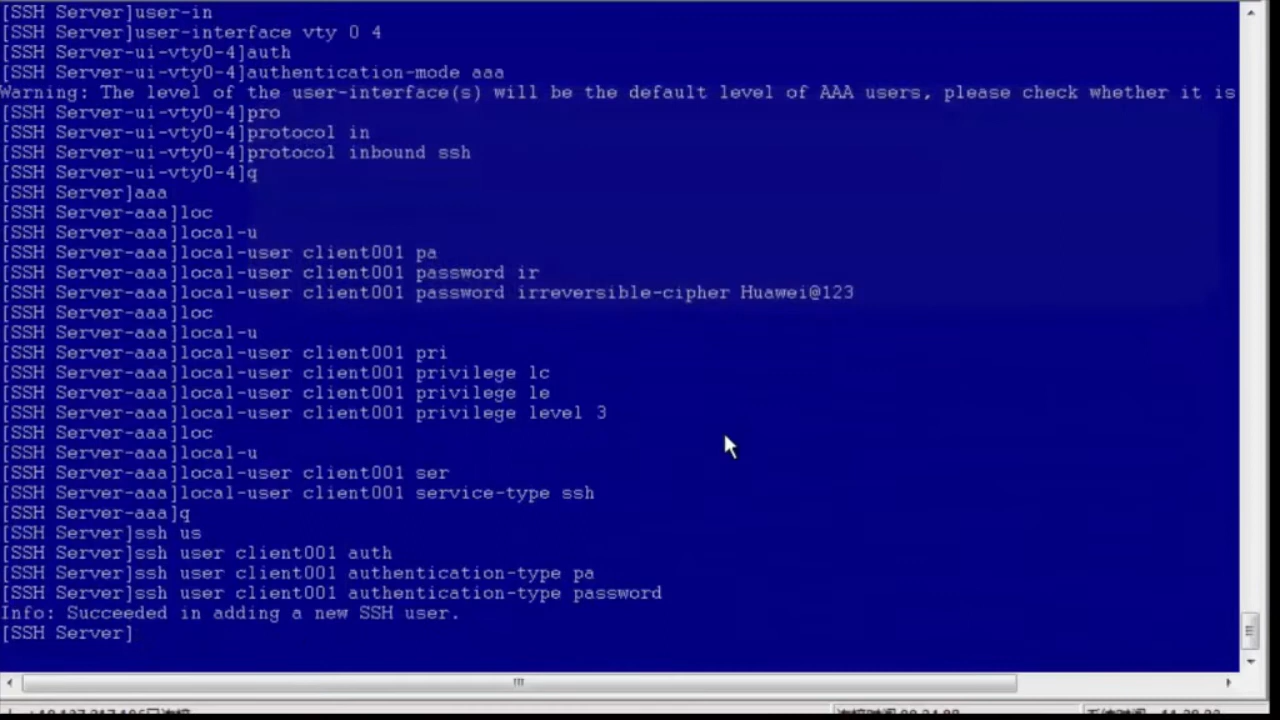 [SSH Server]user-in
[SSH Server]user-interface vty 0 4
[SSH Server-ui-vty0-4]auth
[SSH Server-ui-vty0-4]authentication-mode aaa
Warning: The level of the user-interface(s) will be the default level of AAA users, please check whether it is
[SSH Server-ui-vty0-4]pro
[SSH Server-ui-vty0-4]protocol in
[SSH Server-ui-vty0-4]protocol inbound ssh
[SSH Server-ui-vty0-4]q
[SSH Server]aaa
[SSH Server-aaa]loc
[SSH Server-aaa]local-u
[SSH Server-aaa]local-user client001 pa
[SSH Server-aaa]local-user client001 password ir
[SSH Server-aaa]local-user client001 password irreversible-cipher Huawei@123
[SSH Server-aaa]loc
[SSH Server-aaa]local-u
[SSH Server-aaa]local-user client001 pri
[SSH Server-aaa]local-user client001 privilege lc
[SSH Server-aaa]local-user client001 privilege le
[SSH Server-aaa]local-user client001 privilege level 3
[SSH Server-aaa]loc
[SSH Server-aaa]local-u
[SSH Server-aaa]local-user client001 ser
[SSH Server-aaa]local-user client001 service-type ssh
[SSH Server-aaa]q
[SSH Server]ssh us
[SSH Server]ssh user client001 auth
[SSH Server]ssh user client001 authentication-type pa
[SSH Server]ssh user client001 authentication-type password
Info: Succeeded in adding a new SSH user.
[SSH Server]